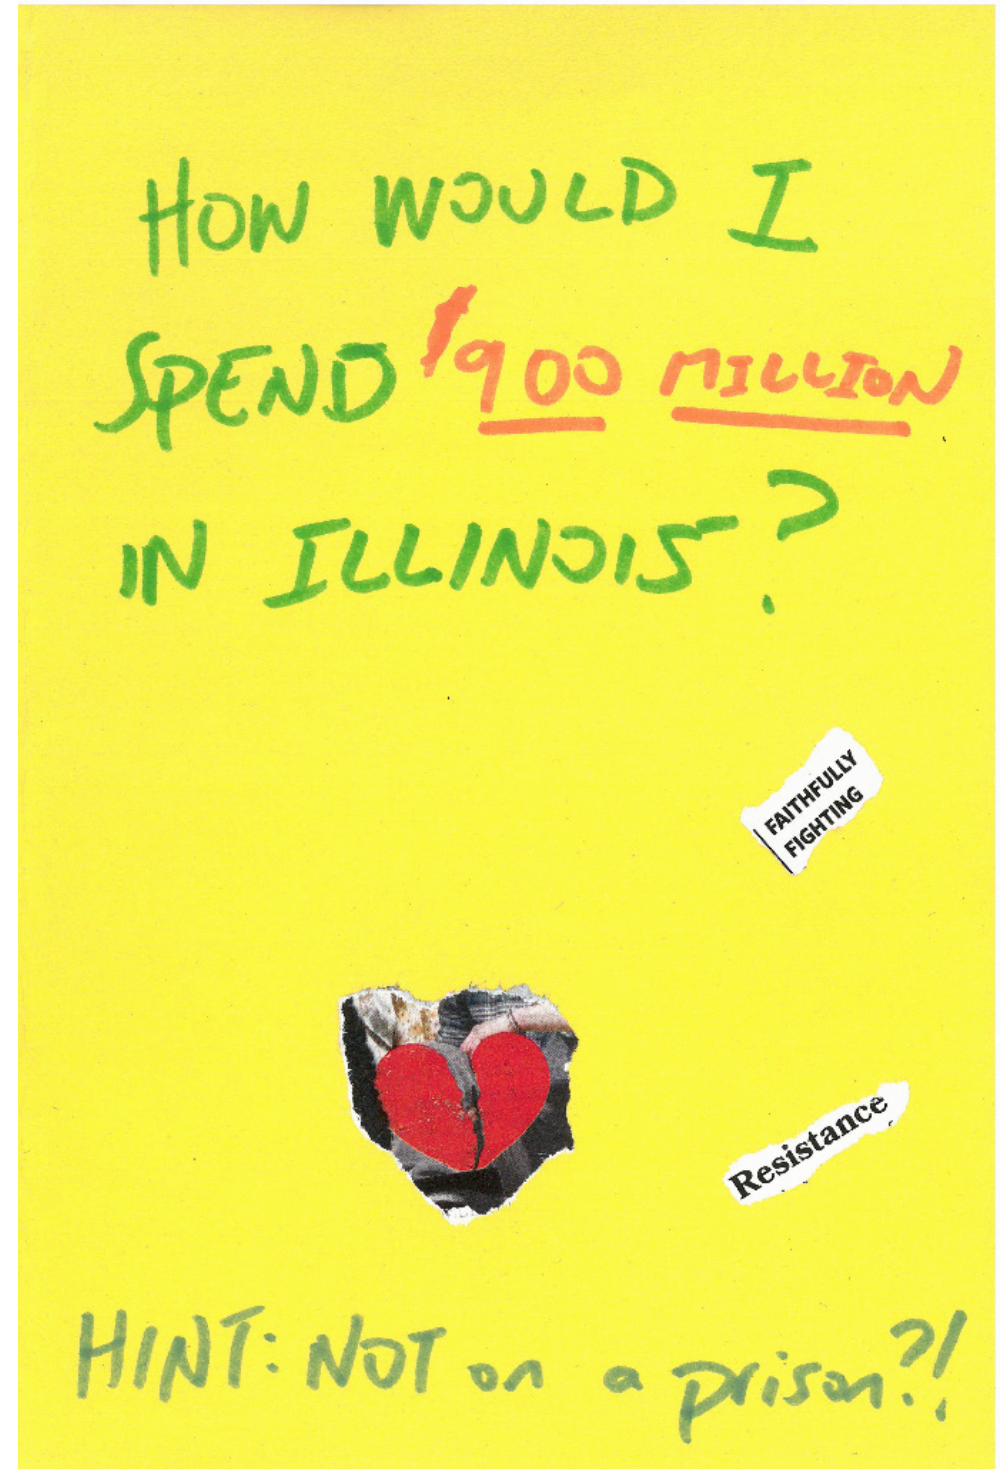 HOW WOULD I
SPEND $900 MILLION
IN ILLINOIS?
FAITHFULLY
FIGHTING
Resistance
HINT: NOT on a prison?!